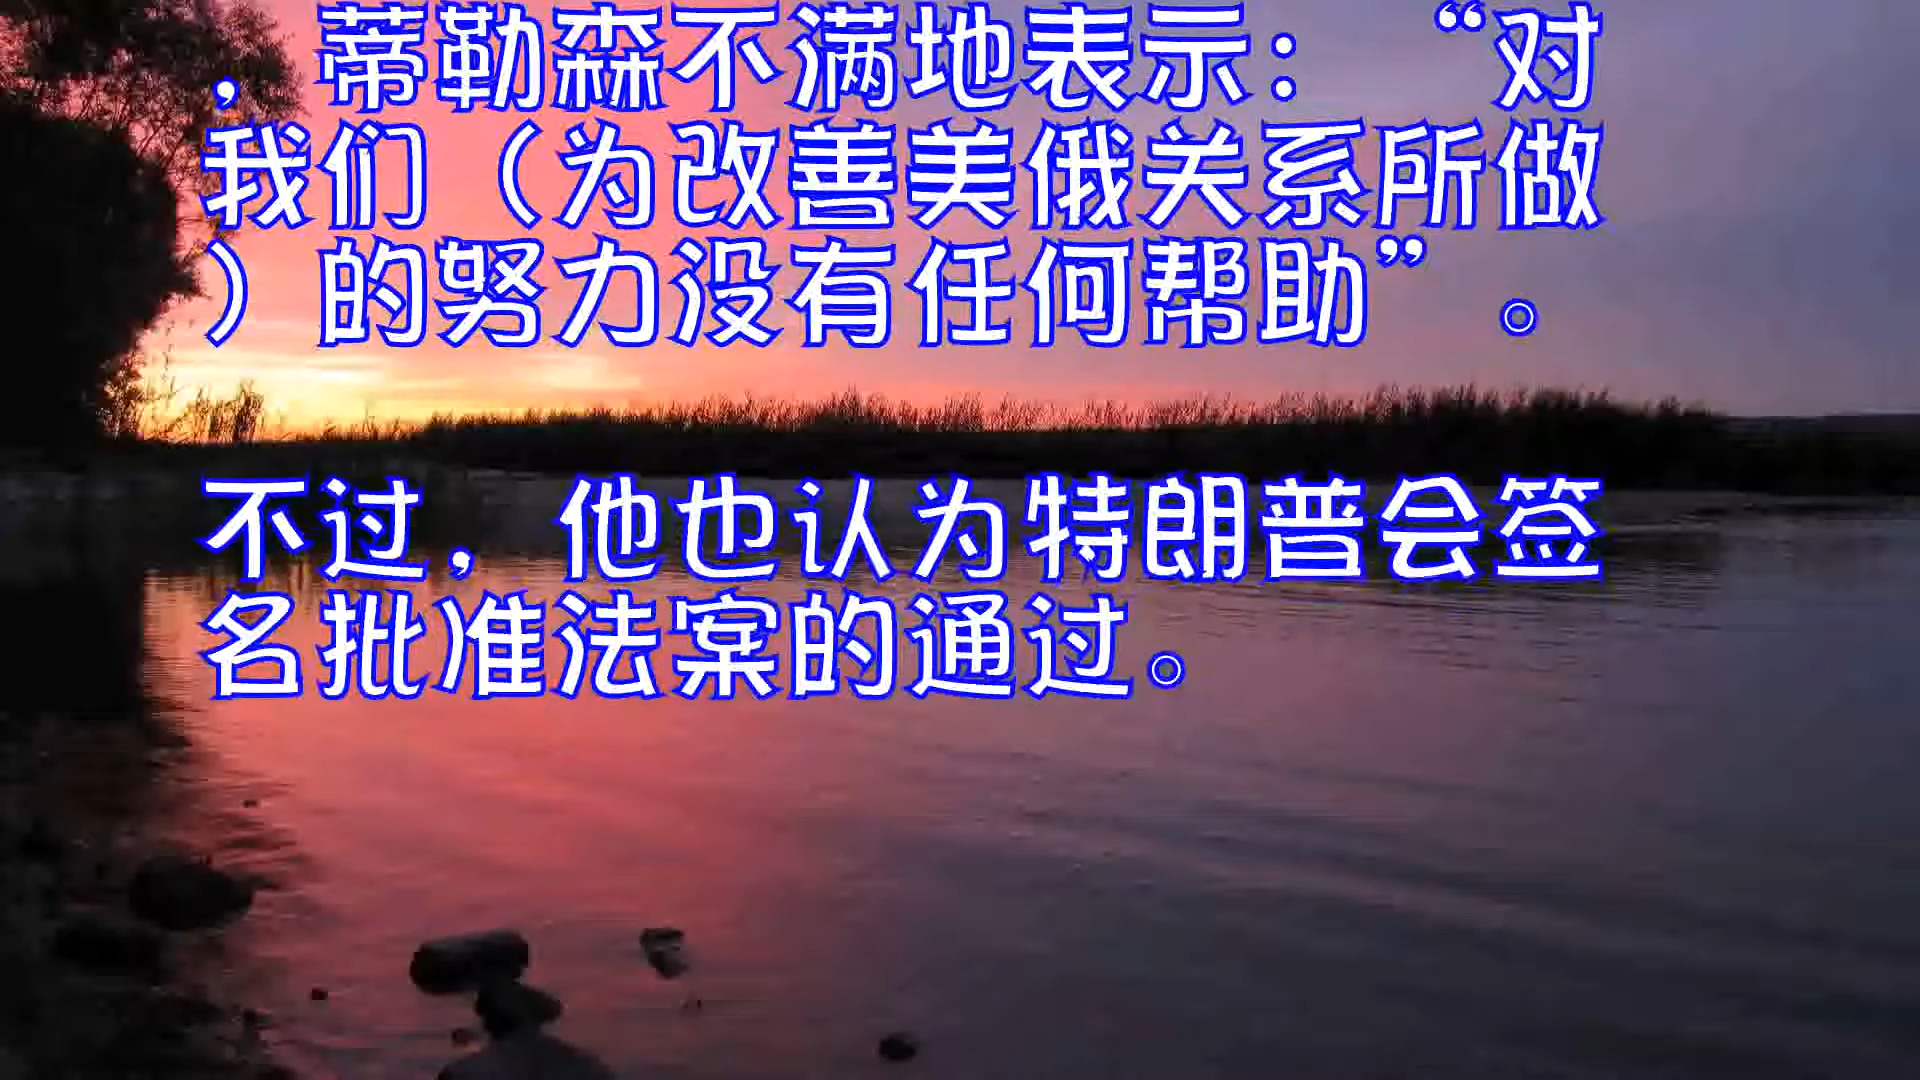 ，蒂勒森不满地表示：“对
我们（为改善美俄关系所做
）的努力没有任何帮助”。
不过，他也认为特朗普会签
名批准法案的通过。